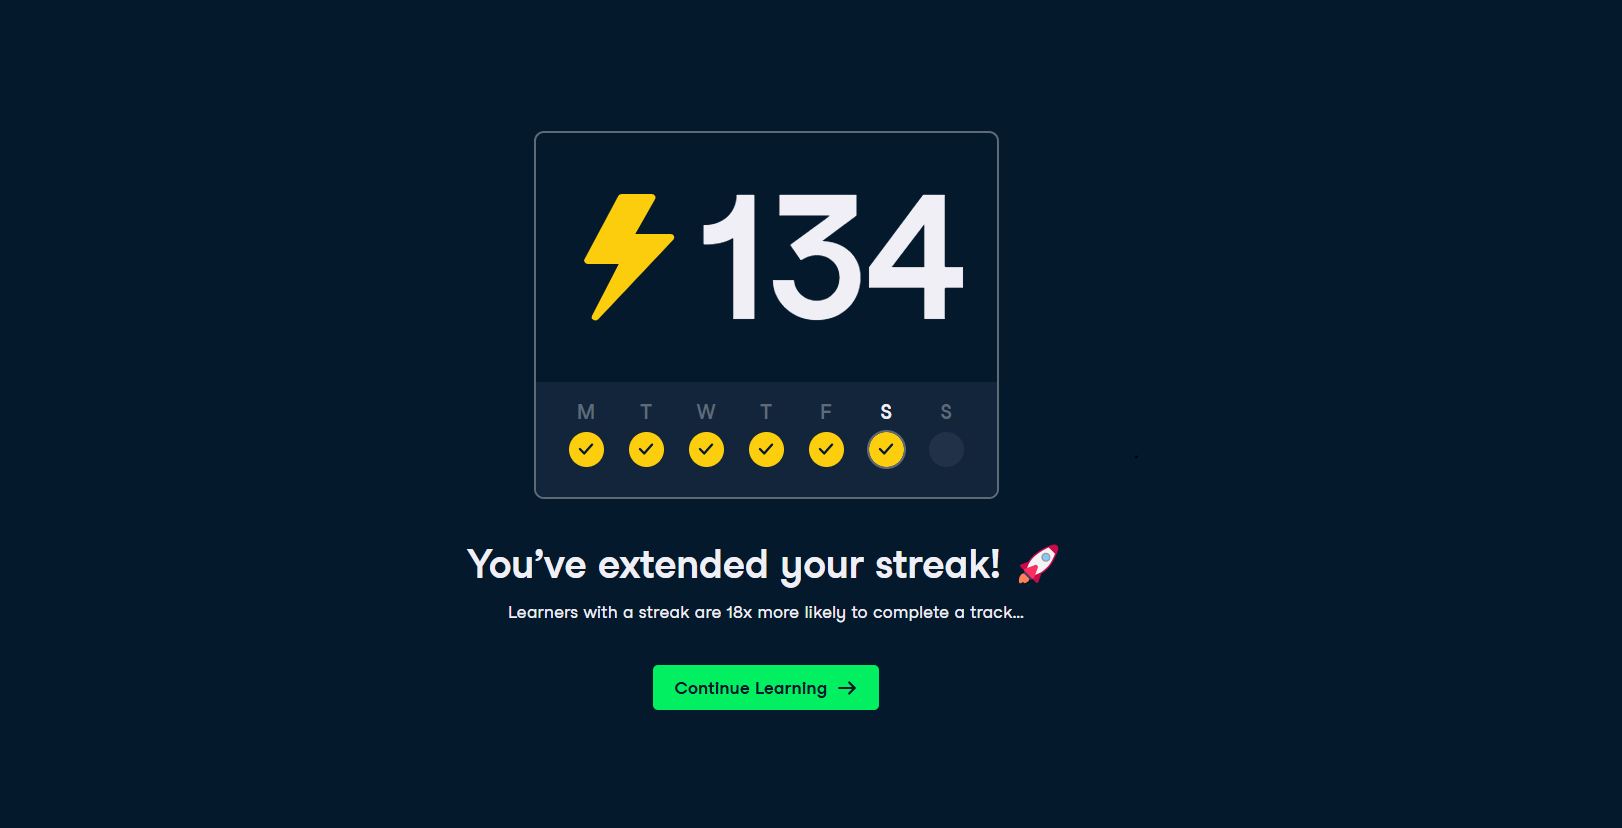 134
M T W T F S S
You’ve extended your streak! 🚀
Learners with a streak are 18x more likely to complete a track...
Continue Learning →